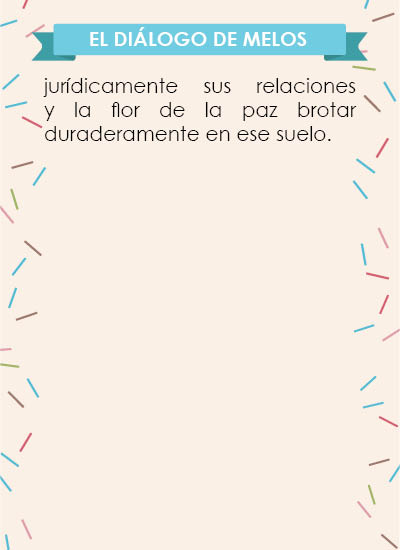 EL DIÁLOGO DE MELOS
jurídicamente sus relaciones
y la flor de la paz brotar
duraderamente en ese suelo.